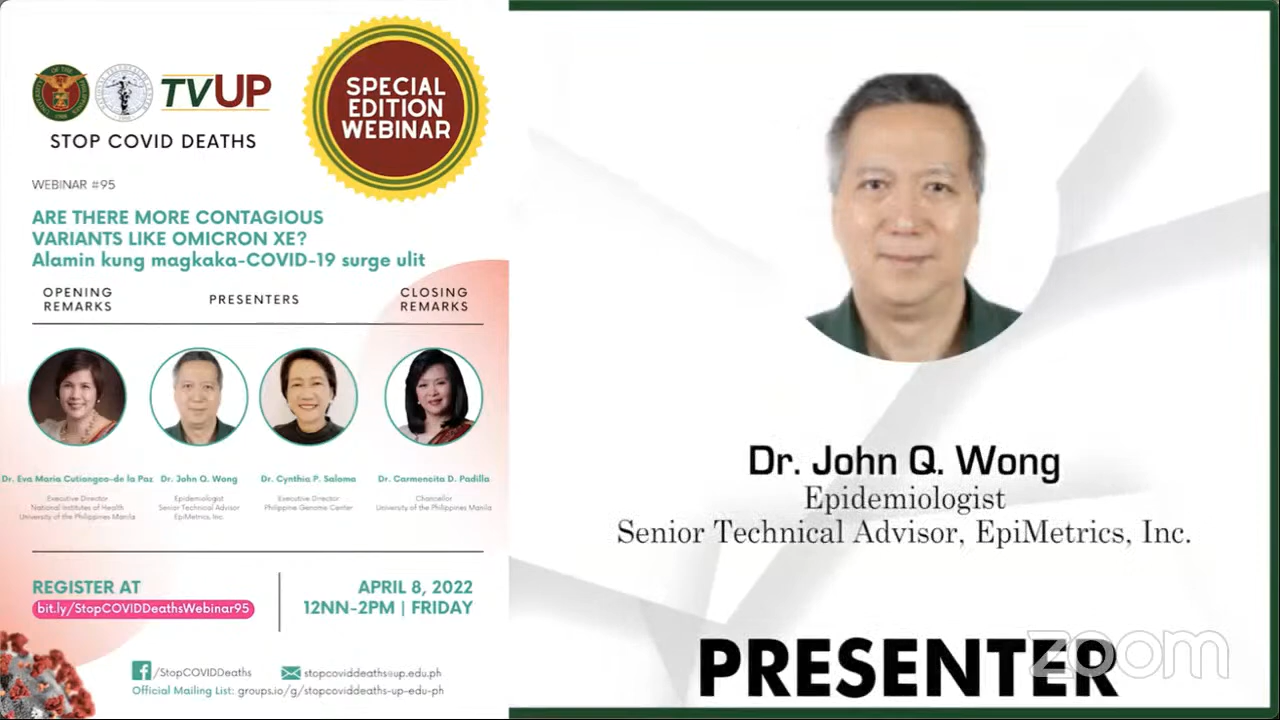 TVUP
STOP COVID DEATHS
SPECIAL
EDITION
WEBINAR
WEBINAR #95
ARE THERE MORE CONTAGIOUS
VARIANTS LIKE OMICRON XE?
Alamin kung magkaka-COVID-19 surge ulit
OPENING
REMARKS
PRESENTERS
CLOSING
REMARKS
Dr. Eva Maria Cutiongco-de la Paz
Executive Director
National Institutes of Health
University of the Philippines Manila
Dr. John Q. Wong
Epidemiologist
Senior Technical Advisor
EpiMetrics, Inc.
Dr. Cynthia P. Saloma
Executive Director
Philippine Genome Center
Dr. Carmencita D. Padilla
Chancellor
University of the Philippines Manila
REGISTER AT
bit.ly/StopCOVIDDeathsWebinar95
APRIL 8, 2022
12NN-2PM | FRIDAY
/StopCOVIDDeaths
stopcoviddeaths@up.edu.ph
Official Mailing List: groups.io/g/stopcoviddeaths-up-edu-ph
Dr. John Q. Wong
Epidemiologist
Senior Technical Advisor, EpiMetrics, Inc.
PRESENTER
zoom